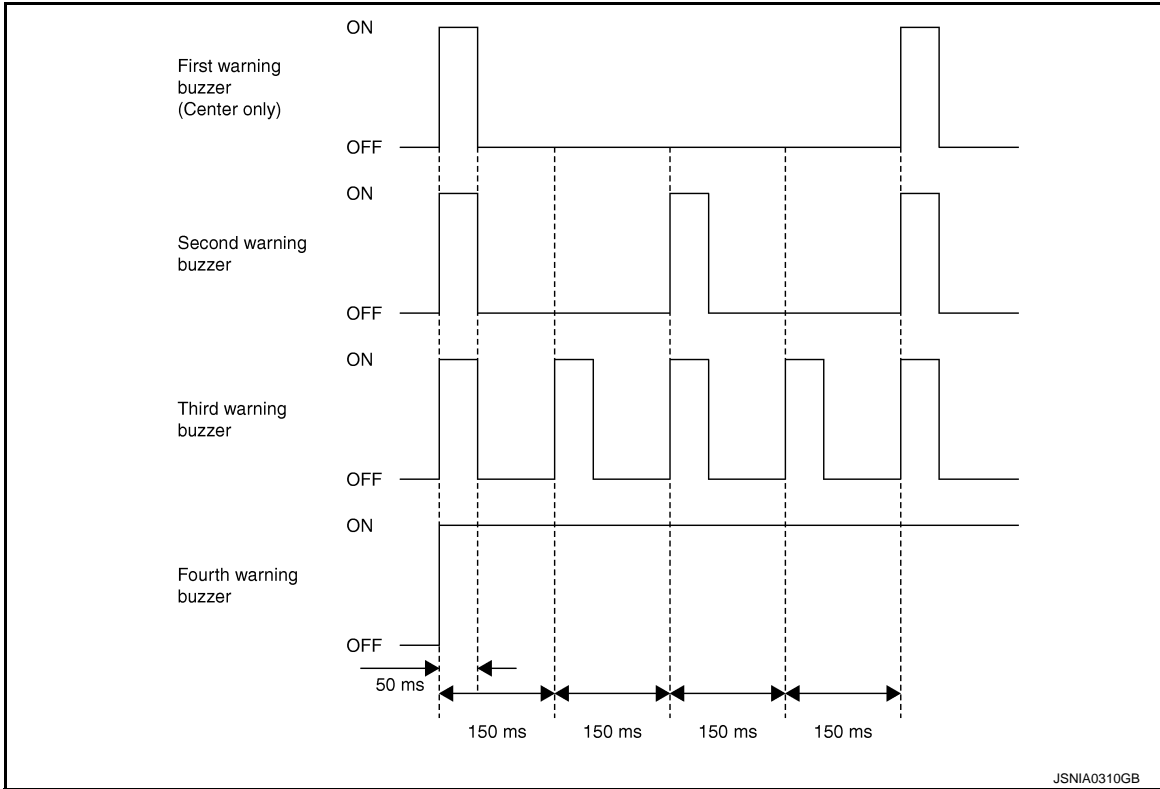 ON
First warning
buzzer
(Center only)
OFF
ON
Second warning
buzzer
OFF
ON
Third warning
buzzer
OFF
ON
Fourth warning
buzzer
OFF
50 ms
150 ms 150 ms 150 ms 150 ms
JSNIA0310GB